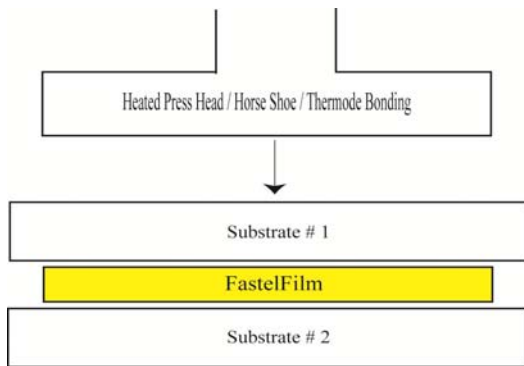 Heated Press Head / Horse Shoe / Thermode Bonding
Substrate # 1
FastelFilm
Substrate # 2